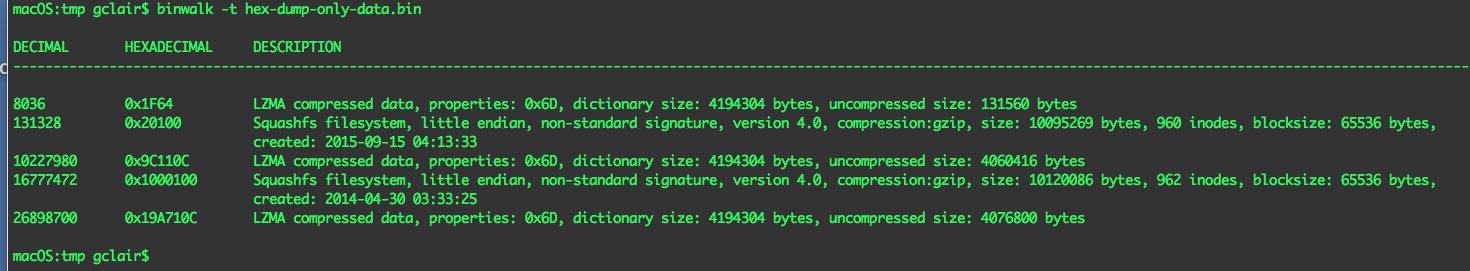 macOS:tmp gclair$ binwalk -t hex-dump-only-data.bin
DECIMAL HEXADECIMAL DESCRIPTION
--------------------------------------------------------------------------------
8036 0x1F64 LZMA compressed data, properties: 0x6D, dictionary size: 4194304 bytes, uncompressed size: 131560 bytes
131328 0x20100 Squashfs filesystem, little endian, non-standard signature, version 4.0, compression:gzip, size: 10095269 bytes, 960 inodes, blocksize: 65536 bytes,
created: 2015-09-15 04:13:33
10227980 0x9C110C LZMA compressed data, properties: 0x6D, dictionary size: 4194304 bytes, uncompressed size: 4060416 bytes
16777472 0x1000100 Squashfs filesystem, little endian, non-standard signature, version 4.0, compression:gzip, size: 10120086 bytes, 962 inodes, blocksize: 65536 bytes,
created: 2014-04-30 03:33:25
26898700 0x19A710C LZMA compressed data, properties: 0x6D, dictionary size: 4194304 bytes, uncompressed size: 4076800 bytes
macOS:tmp gclair$